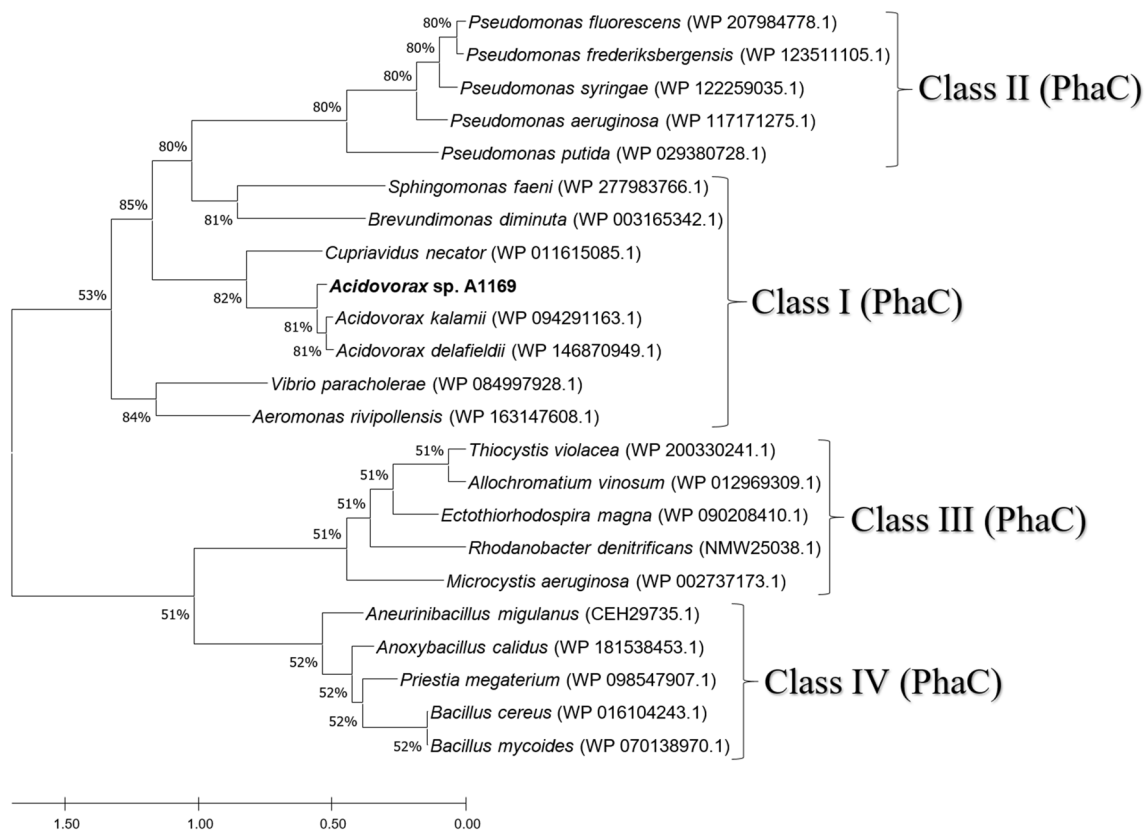 80%
Pseudomonas fluorescens (WP 207984778.1)
80%
Pseudomonas frederiksbergensis (WP 123511105.1)
80%
Pseudomonas syringae (WP 122259035.1)
Class II (PhaC)
80%
Pseudomonas aeruginosa (WP 117171275.1)
80%
Pseudomonas putida (WP 029380728.1)
Sphingomonas faeni (WP 277983766.1)
85%
81%
Brevundimonas diminuta (WP 003165342.1)
Cupriavidus necator (WP 011615085.1)
53%
82%
Acidovorax sp. A1169
Class I (PhaC)
81%
Acidovorax kalamii (WP 094291163.1)
81%
Acidovorax delafieldii (WP 146870949.1)
Vibrio paracholerae (WP 084997928.1)
84%
Aeromonas rivipollensis (WP 163147608.1)
51%
Thiocystis violacea (WP 200330241.1)
51%
Allochromatium vinosum (WP 012969309.1)
51%
Ectothiorhodospira magna (WP 090208410.1)
Class III (PhaC)
51%
Rhodanobacter denitrificans (NMW25038.1)
Microcystis aeruginosa (WP 002737173.1)
51%
Aneurinibacillus migulanus (CEH29735.1)
Anoxybacillus calidus (WP 181538453.1)
52%
Priestia megaterium (WP 098547907.1)
Class IV (PhaC)
52%
Bacillus cereus (WP 016104243.1)
52%
52%
Bacillus mycoides (WP 070138970.1)
1.50
1.00
0.50
0.00